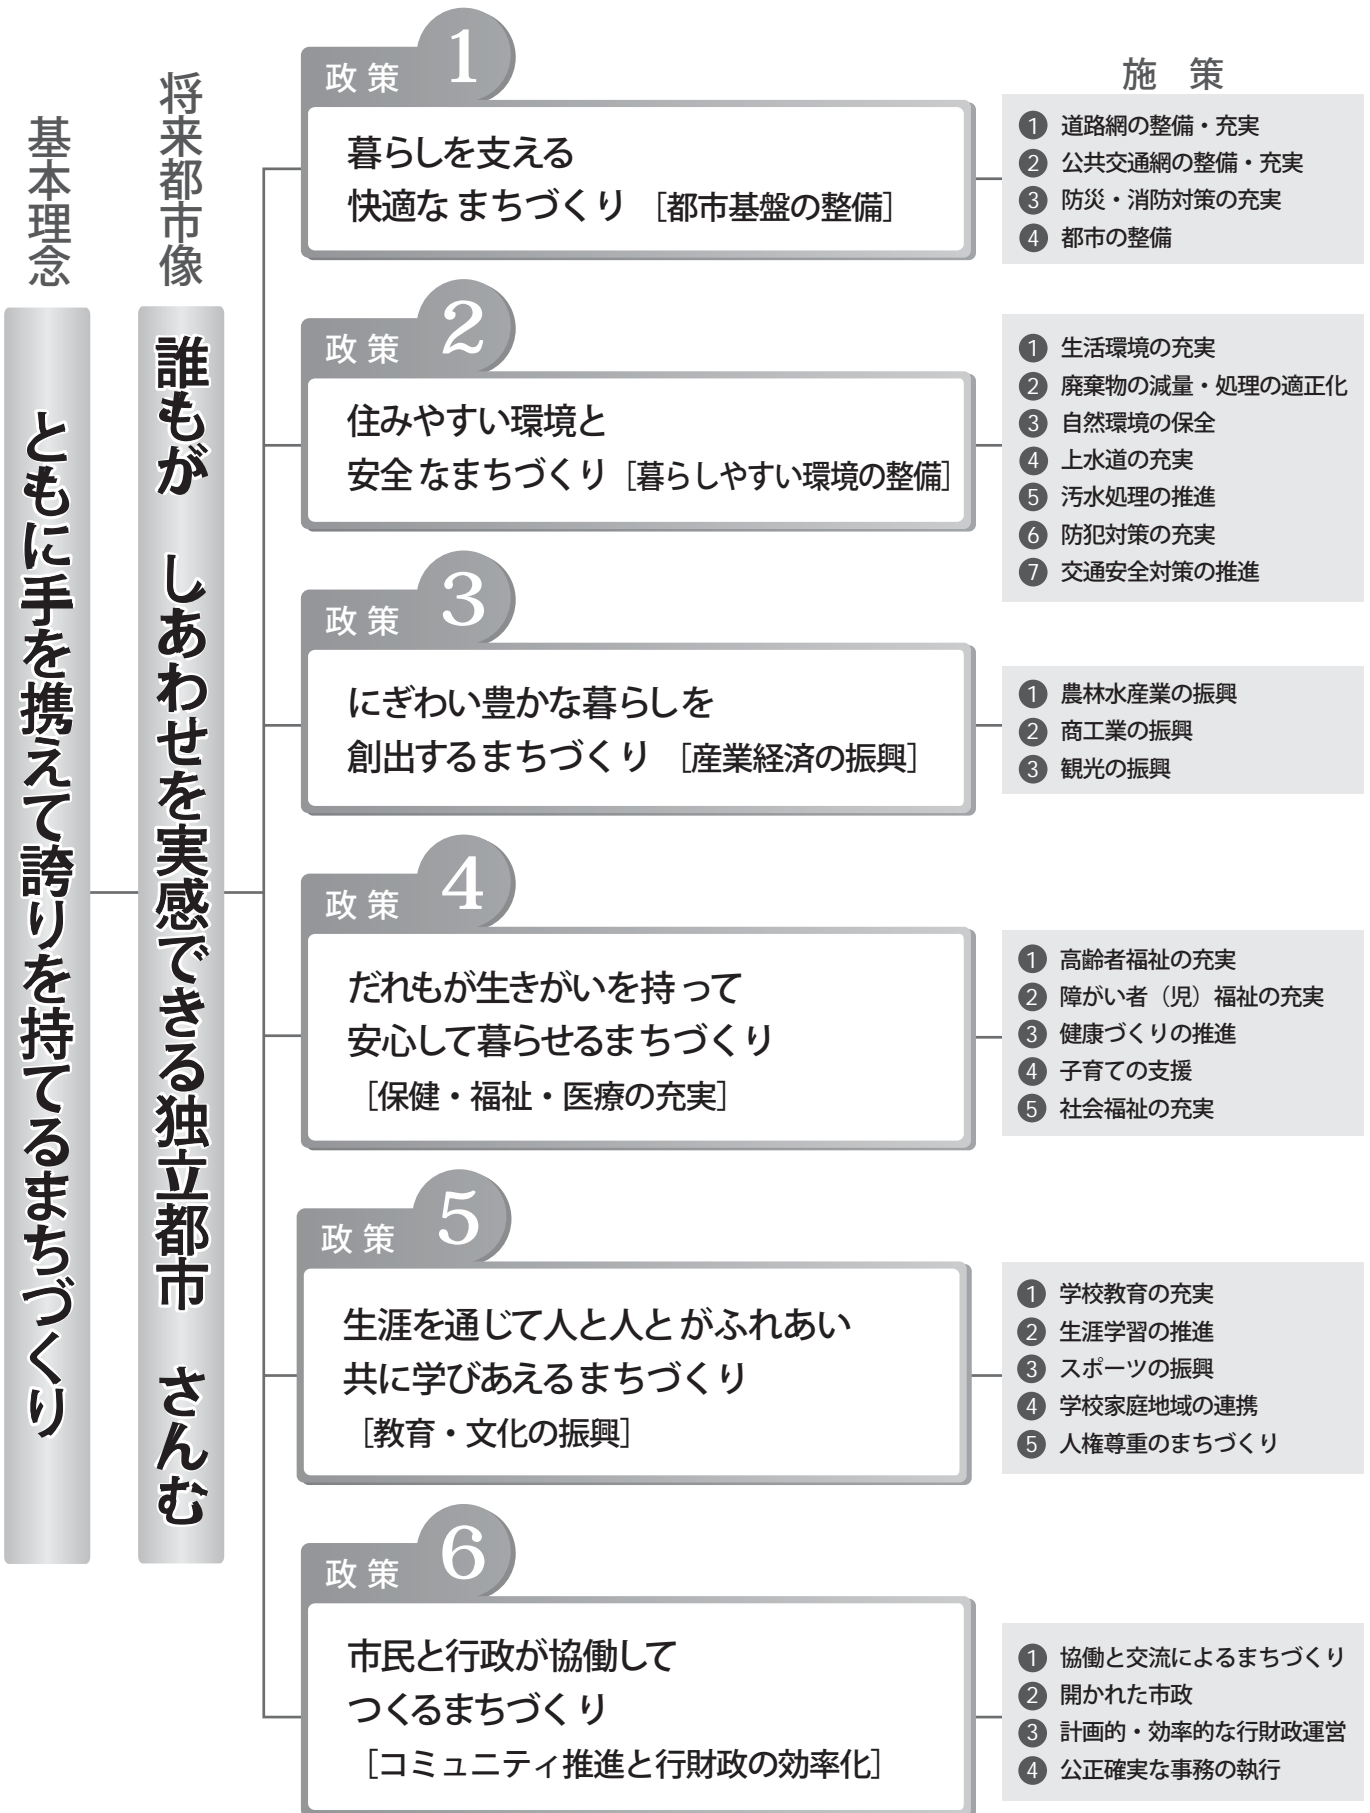 基本理念
ともに手を携えて誇りを持てるまちづくり
将来都市像
誰もが　しあわせを実感できる独立都市　さんむ
施 策
政策 1
暮らしを支える
快適な まちづくり ［都市基盤の整備］
1 道路網の整備・充実
2 公共交通網の整備・充実
3 防災・消防対策の充実
4 都市の整備
政策 2
住みやすい環境と
安全 なまちづくり ［暮らしやすい環境の整備］
1 生活環境の充実
2 廃棄物の減量・処理の適正化
3 自然環境の保全
4 上水道の充実
5 汚水処理の推進
6 防犯対策の充実
7 交通安全対策の推進
政策 3
にぎわい豊かな暮らしを
創出するまちづくり ［産業経済の振興］
1 農林水産業の振興
2 商工業の振興
3 観光の振興
政策 4
だれもが生きがいを持 って
安心して暮らせるまちづくり
［保健・福祉・医療の充実］
1 高齢者福祉の充実
2 障がい者（児）福祉の充実
3 健康づくりの推進
4 子育ての支援
5 社会福祉の充実
政策 5
生涯を通じて人と人と がふれあい
共に学びあえるまちづくり
［教育・文化の振興］
1 学校教育の充実
2 生涯学習の推進
3 スポーツの振興
4 学校家庭地域の連携
5 人権尊重のまちづくり
政策 6
市民と行政が協働して
つくるまちづくり
［コミュニティ推進と行財政の効率化］
1 協働と交流によるまちづくり
2 開かれた市政
3 計画的・効率的な行財政運営
4 公正確実な事務の執行